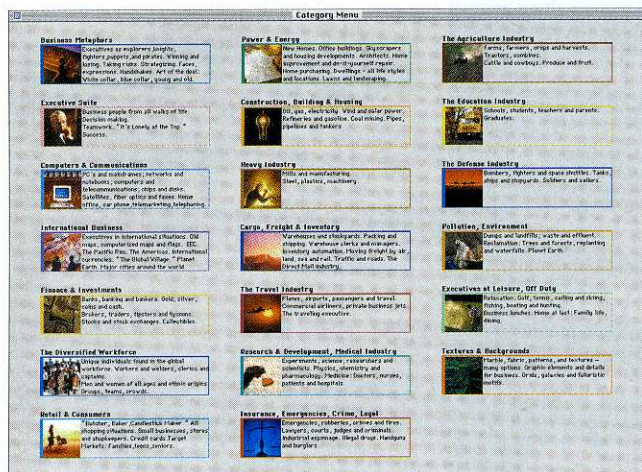 Category Menu
Business Metaphors
Executives as explorers, knights,
fighters, puppets, and pirates. Winning and
losing. Taking risks. Strategizing. Faces,
expressions. Handshakes. Art of the deal.
White collar, blue collar, young and old.
Executive Suite
Business people from all walks of life
Decision making.
Teamwork. "It's Lonely at the Top."
Success.
Computers & Communications
PC's and mainframes; networks and
notebooks; computers and
telecommunications; chips and disks.
Satellites, fiber optics and faxes. Home
office, car phone, telemarketing, telephoning.
International Business
Executives in international situations. Old
maps, computerized maps and flags. EEC.
The Pacific Rim. The Americas. International
currencies. "The Global Village." Planet
Earth. Major cities around the world.
Finance & Investments
Banks, banking and bankers. Gold, silver,
coins and cash.
Brokers, traders, tipsters and tycoons.
Stocks and stock exchanges. Collectibles.
The Diversified Workforce
Unique individuals found in the global
workforce. Workers and welders, clerics and
captains.
Men and women of all ages and ethnic origins.
Groups, teams, crowds.
Retail & Consumers
"Butcher, Baker, Candlestick Maker." All
shopping situations. Small businesses, stores
and shopkeepers. Credit cards. Target
Markets: families, teens, seniors.
Power & Energy
New Homes. Office buildings. Skyscrapers
and housing developments. Architects. Home
improvement and do-it-yourself repair.
Home purchasing. Dwellings - all life styles
and locations. Lawns and landscaping.
Construction, Building & Housing
Oil, gas, electricity. Wind and solar power.
Refineries and gasoline. Coal mining. Pipes,
pipelines and tankers.
Heavy Industry
Mills and manufacturing.
Steel, plastics, machinery.
Cargo, Freight & Inventory
Warehouses and stockyards. Packing and
shipping. Warehouse clerks and managers.
Inventory automation. Moving freight by air,
land, sea and rail. Traffic and roads. The
Direct Mail Industry.
The Travel Industry
Planes, airports, passengers and travel.
Commercial airliners, private business jets.
The traveling executive.
Research & Development, Medical Industry
Experiments, science, researchers and
scientists. Physics, chemistry and
pharmacology. Medicine: Doctors, nurses,
patients and hospitals.
Insurance, Emergencies, Crime, Legal
Emergencies, robberies, crimes and fires.
Lawyers, courts, judges and criminals.
Industrial espionage. Illegal drugs. Handguns
and burglars.
The Agriculture Industry
Farms, farmers, crops and harvests.
Tractors, combines.
Cattle and cowboys. Produce and fruit.
The Education Industry
Schools, students, teachers and parents.
Graduates.
The Defense Industry
Bombers, fighters and space shuttles. Tanks,
ships and shipyards. Soldiers and sailors.
Pollution, Environment
Dumps and landfills; waste and effluent.
Reclamation: Trees and forests, replanting
and waterfalls. Planet Earth.
Executives at Leisure, Off Duty
Relaxation. Golf, tennis, sailing and skiing,
fishing, boating and hunting.
Business lunches. Home at last: Family life,
dining.
Textures & Backgrounds
Marble, fabric, patterns, and textures —
many options. Graphic elements and details
for business. Grids, galaxies and futuristic
motifs.